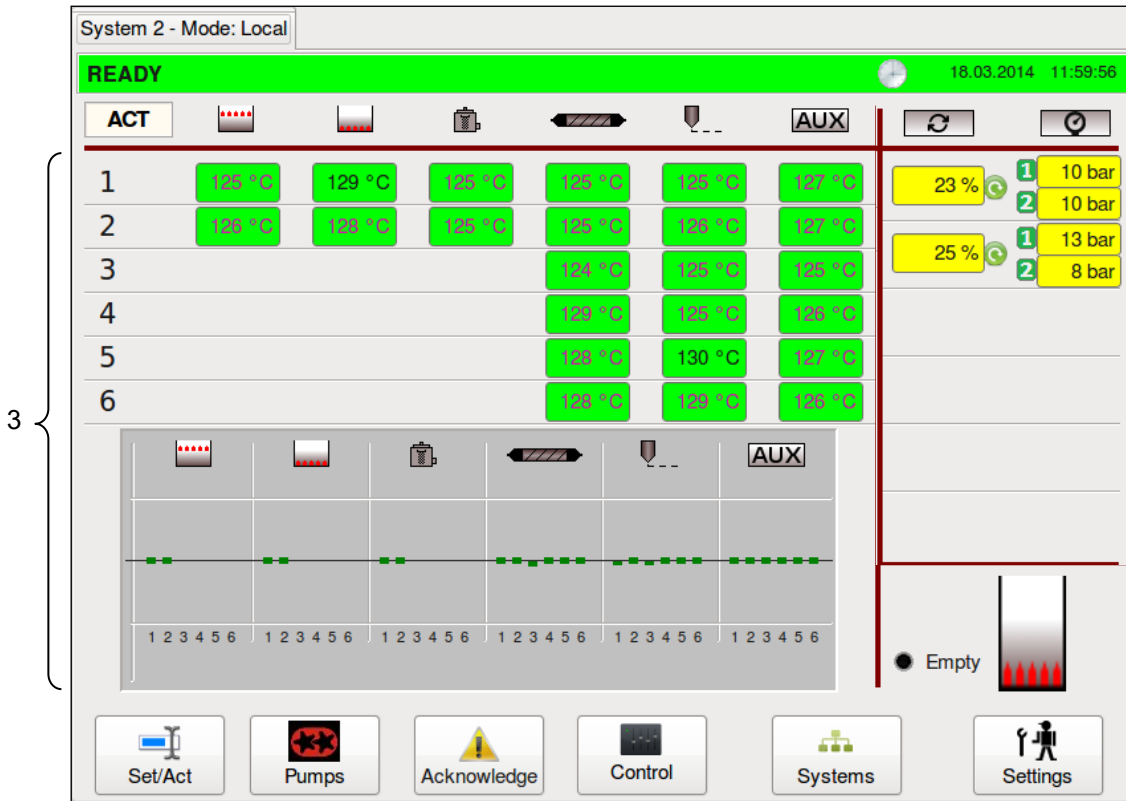 System 2 - Mode: Local
READY 18.03.2014 11:59:56
ACT AUX
1 125 °C 129 °C 125 °C 125 °C 125 °C 127 °C 23 % 1 10 bar
2 10 bar
2 126 °C 128 °C 125 °C 125 °C 126 °C 127 °C 25 % 1 13 bar
2 8 bar
3 124 °C 125 °C 125 °C
4 129 °C 125 °C 126 °C
5 128 °C 130 °C 127 °C
6 128 °C 129 °C 126 °C
3
AUX
1 2 3 4 5 6 1 2 3 4 5 6 1 2 3 4 5 6 1 2 3 4 5 6 1 2 3 4 5 6 1 2 3 4 5 6
Empty
Set/Act Pumps Acknowledge Control Systems Settings